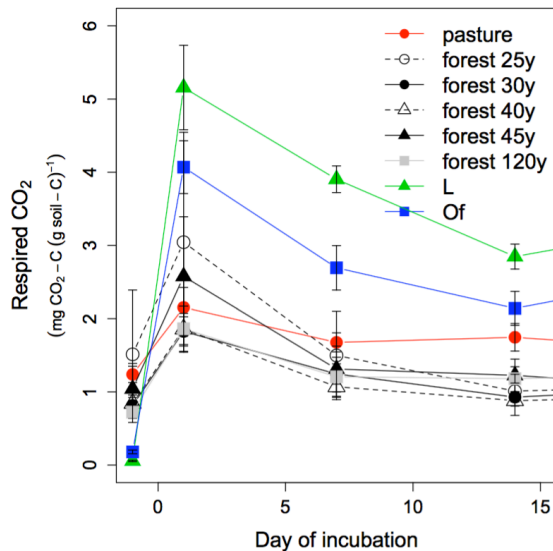 pasture
forest 25y
forest 30y
forest 40y
forest 45y
forest 120y
L
Of
Respired CO₂
(mg CO₂−C (g soil−C)⁻¹)
6
5
4
3
2
1
0
0 5 10 15
Day of incubation